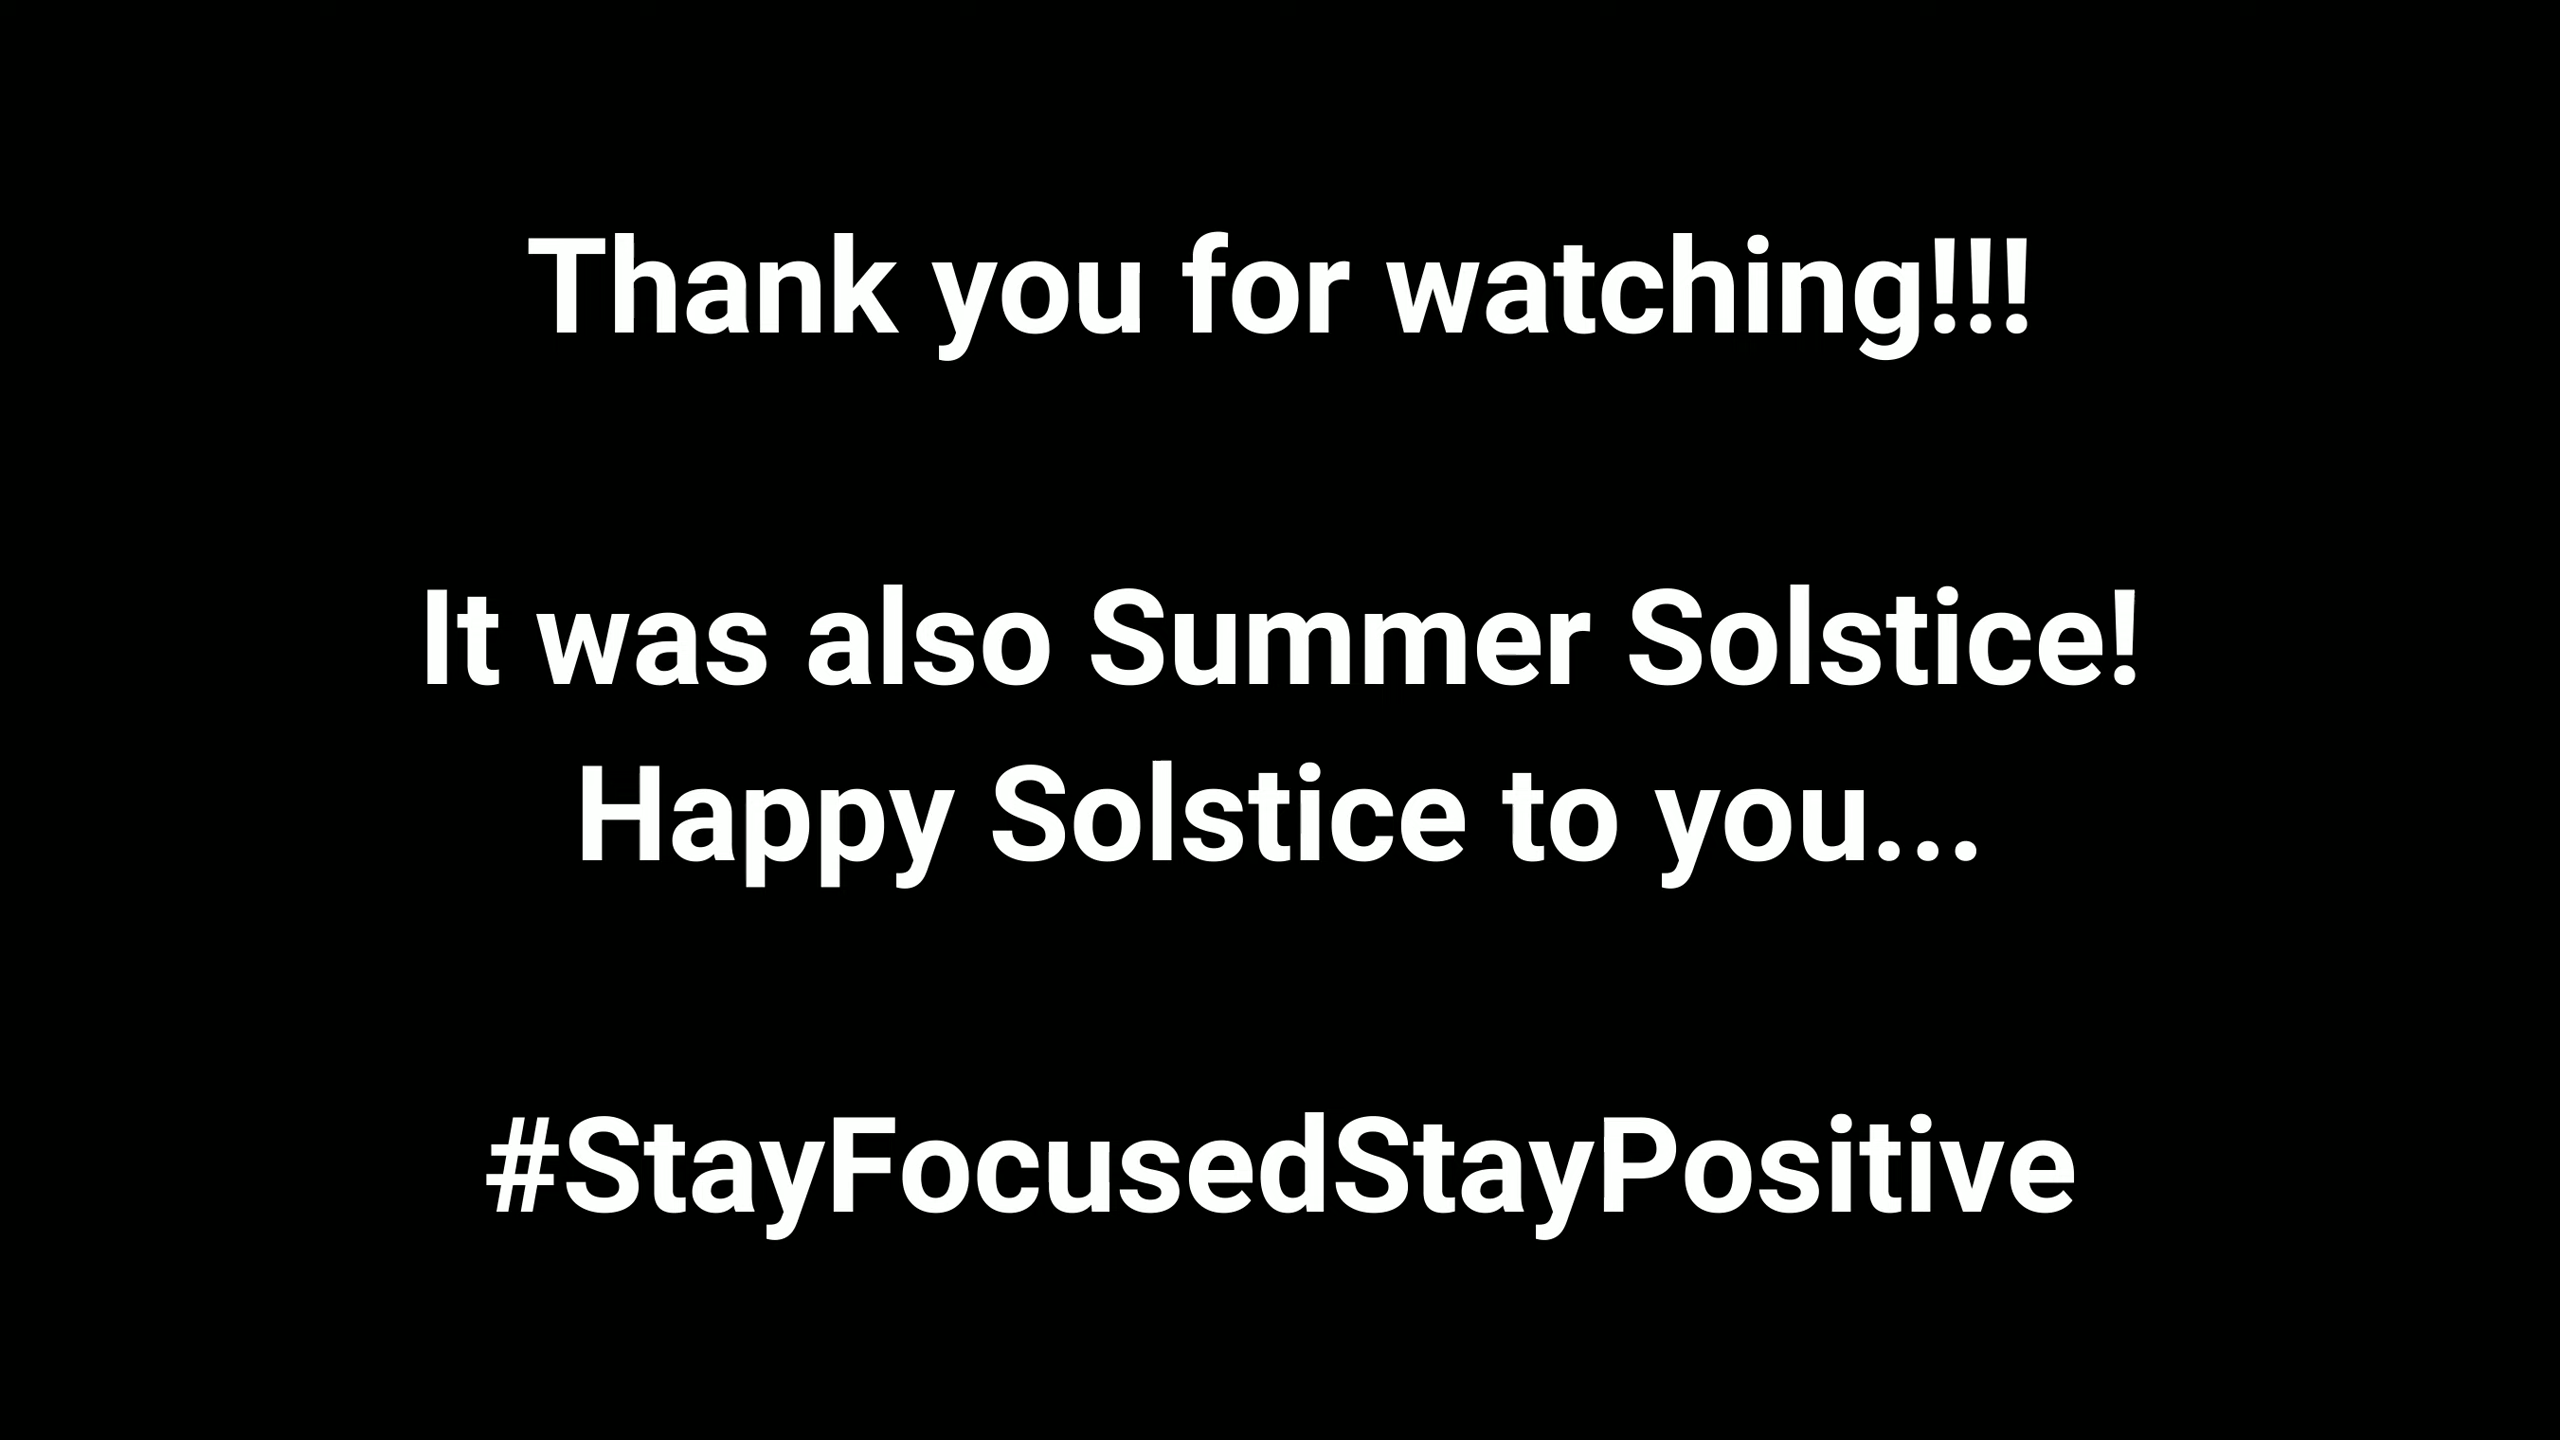 Thank you for watching!!!
It was also Summer Solstice!
Happy Solstice to you...
#StayFocusedStayPositive